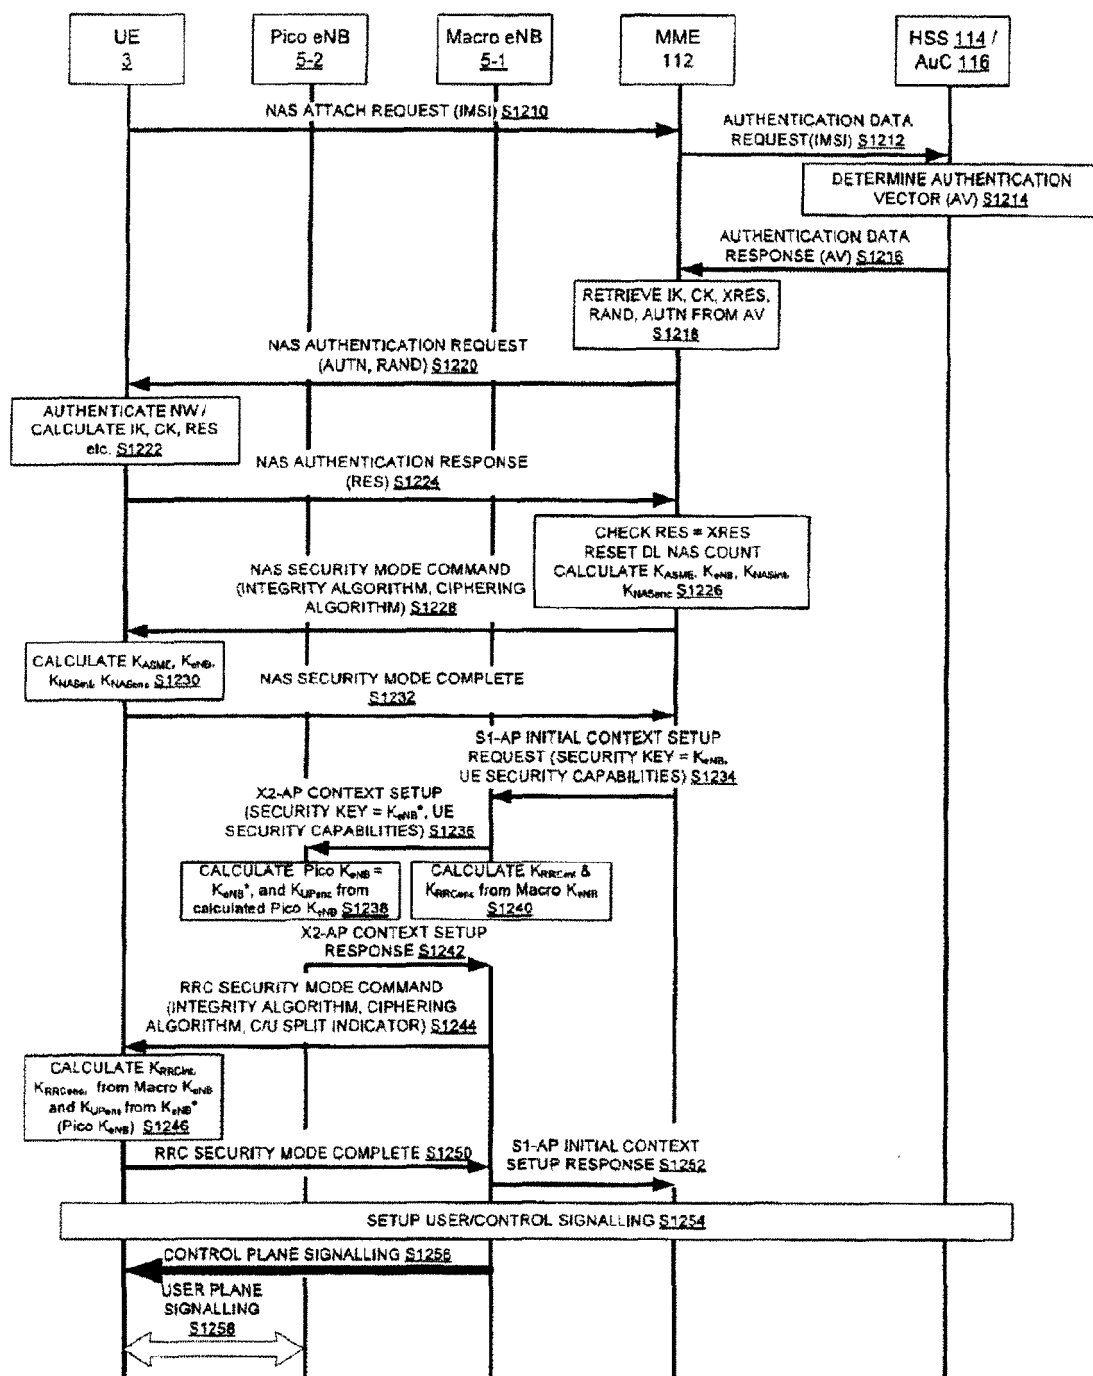 UE
3
Pico eNB
5-2
Macro eNB
5-1
MME
112
HSS 114 /
AuC 116
NAS ATTACH REQUEST (IMSI) S1210
AUTHENTICATION DATA
REQUEST(IMSI) S1212
DETERMINE AUTHENTICATION
VECTOR (AV) S1214
AUTHENTICATION DATA
RESPONSE (AV) S1216
RETRIEVE IK, CK, XRES,
RAND, AUTN FROM AV
S1218
NAS AUTHENTICATION REQUEST
(AUTN, RAND) S1220
AUTHENTICATE NW /
CALCULATE IK, CK, RES
etc. S1222
NAS AUTHENTICATION RESPONSE
(RES) S1224
CHECK RES = XRES
RESET DL NAS COUNT
CALCULATE KASME, KeNB, KNASint,
KNASenc S1226
NAS SECURITY MODE COMMAND
(INTEGRITY ALGORITHM, CIPHERING
ALGORITHM) S1228
CALCULATE KASME, KeNB,
KNASint, KNASenc S1230
NAS SECURITY MODE COMPLETE
S1232
S1-AP INITIAL CONTEXT SETUP
REQUEST (SECURITY KEY = KeNB,
UE SECURITY CAPABILITIES) S1234
X2-AP CONTEXT SETUP
(SECURITY KEY = KeNB*, UE
SECURITY CAPABILITIES) S1236
CALCULATE Pico KeNB =
KeNB*, and KUPenc from
calculated Pico KeNB S1238
CALCULATE KRRCint &
KRRCenc from Macro KeNB
S1240
X2-AP CONTEXT SETUP
RESPONSE S1242
RRC SECURITY MODE COMMAND
(INTEGRITY ALGORITHM, CIPHERING
ALGORITHM, C/U SPLIT INDICATOR) S1244
CALCULATE KRRCint,
KRRCenc, from Macro KeNB
and KUPenc from KeNB*
(Pico KeNB) S1246
RRC SECURITY MODE COMPLETE S1250
S1-AP INITIAL CONTEXT
SETUP RESPONSE S1252
SETUP USER/CONTROL SIGNALLING S1254
CONTROL PLANE SIGNALLING S1256
USER PLANE
SIGNALLING
S1258